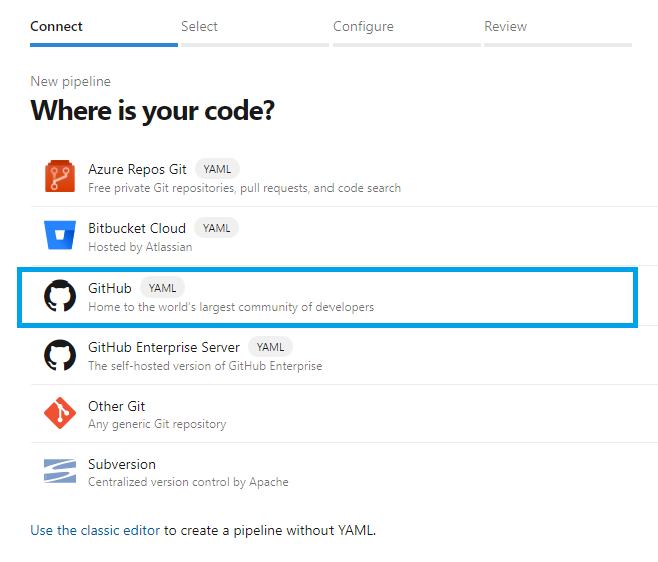 Connect Select Configure Review
New pipeline
Where is your code?
Azure Repos Git YAML
Free private Git repositories, pull requests, and code search
Bitbucket Cloud YAML
Hosted by Atlassian
GitHub YAML
Home to the world's largest community of developers
GitHub Enterprise Server YAML
The self-hosted version of GitHub Enterprise
Other Git
Any generic Git repository
Subversion
Centralized version control by Apache
Use the classic editor to create a pipeline without YAML.